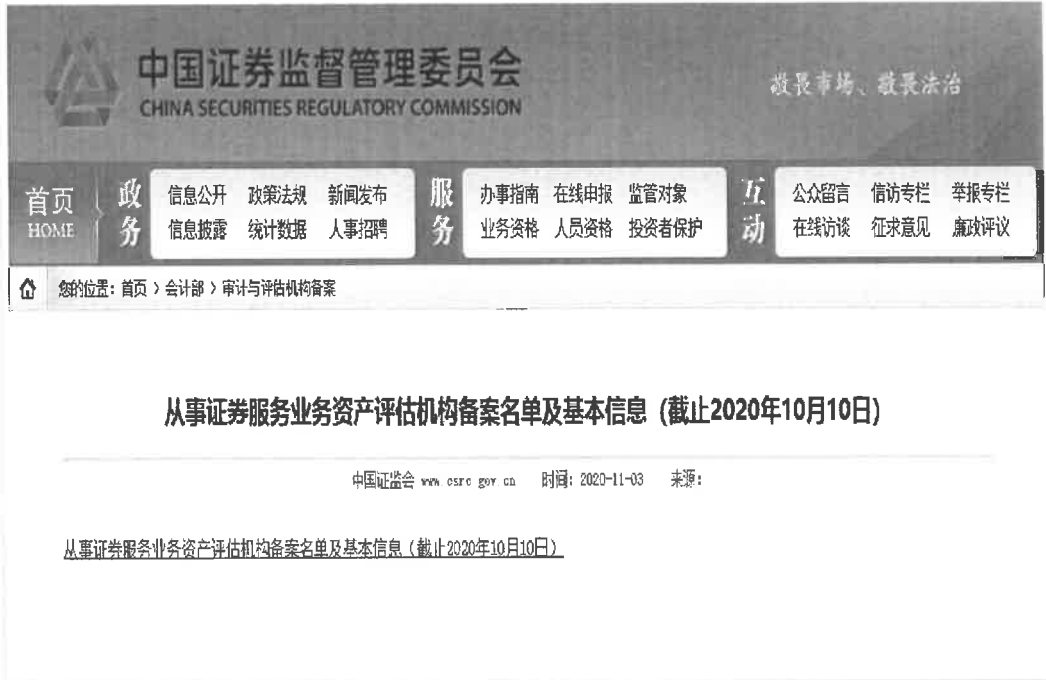 中国证券监督管理委员会
CHINA SECURITIES REGULATORY COMMISSION
敬畏市场、敬畏法治
首页
HOME
政务
信息公开 政策法规 新闻发布
信息披露 统计数据 人事招聘
服务
办事指南 在线申报 监管对象
业务资格 人员资格 投资者保护
互动
公众留言 信访专栏 举报专栏
在线访谈 征求意见 廉政评议
您的位置：首页 > 会计部 > 审计与评估机构备案
从事证券服务业务资产评估机构备案名单及基本信息（截止2020年10月10日）
中国证监会 www.csrc.gov.cn 时间：2020-11-03 来源：
从事证券服务业务资产评估机构备案名单及基本信息（截止2020年10月10日）